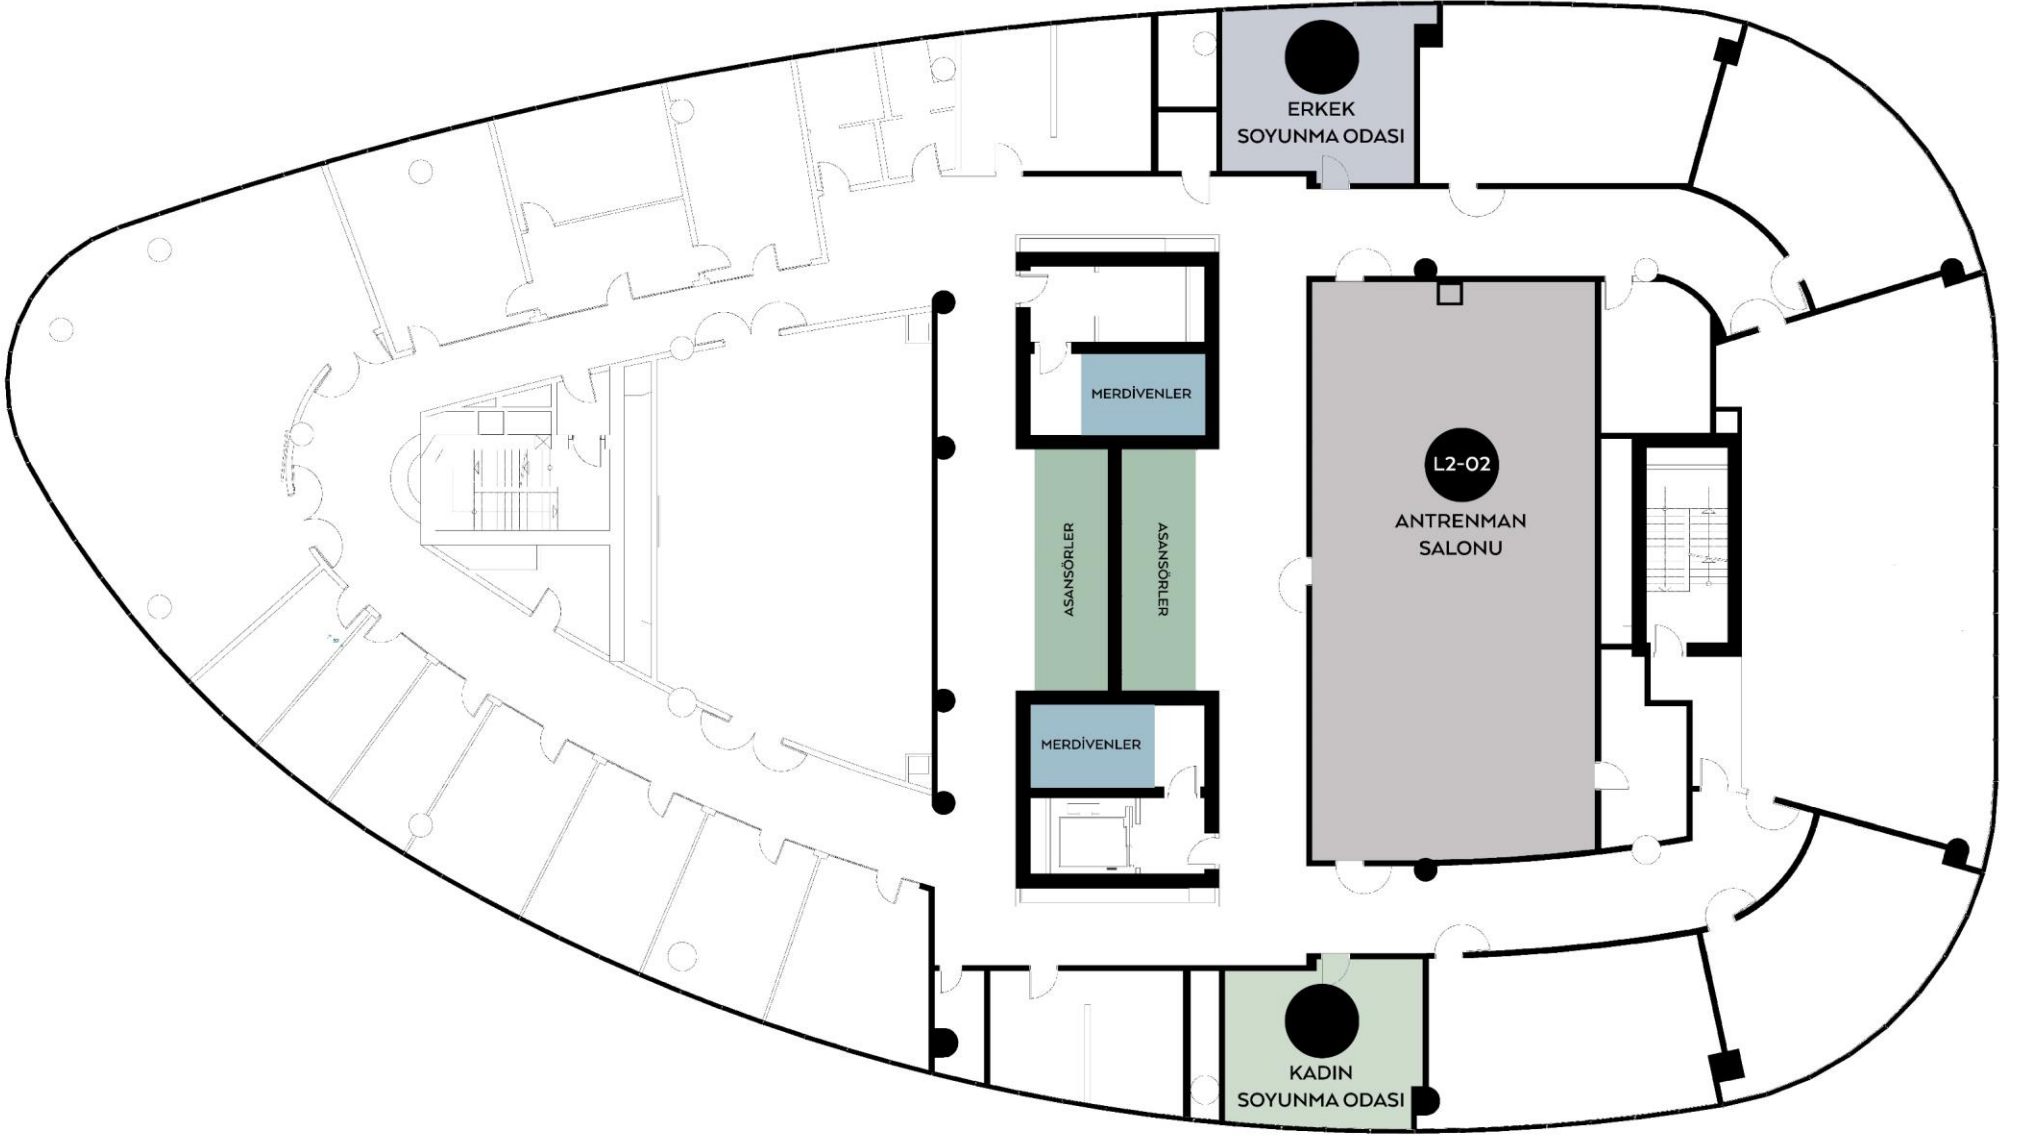 ERKEK
SOYUNMA ODASI
MERDİVENLER
L2-02
ANTRENMAN
SALONU
ASANSÖRLER
ASANSÖRLER
MERDİVENLER
KADIN
SOYUNMA ODASI